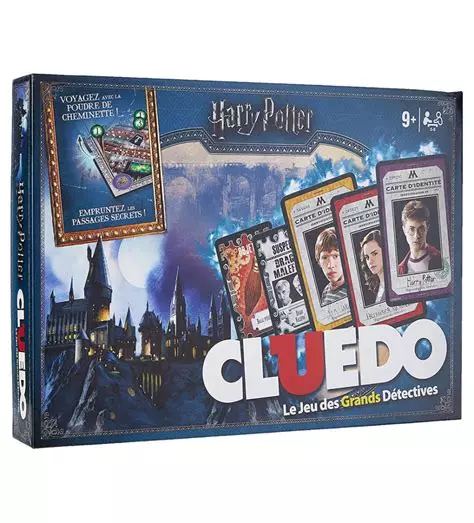 VOYAGEZ AVEC LA
POUDRE DE
CHEMINETTE !
EMPRUNTEZ LES
PASSAGES SECRETS !
Harry Potter
9+
CARTE D'IDENTITÉ
CARTE D'IDENTITÉ
CARTE D'IDENTITÉ
Harry Potter
SUSPECT
DRAGO
MALEFOY
CLUEDO
Le Jeu des Grands Détectives
Harry Potter
CLUEDO